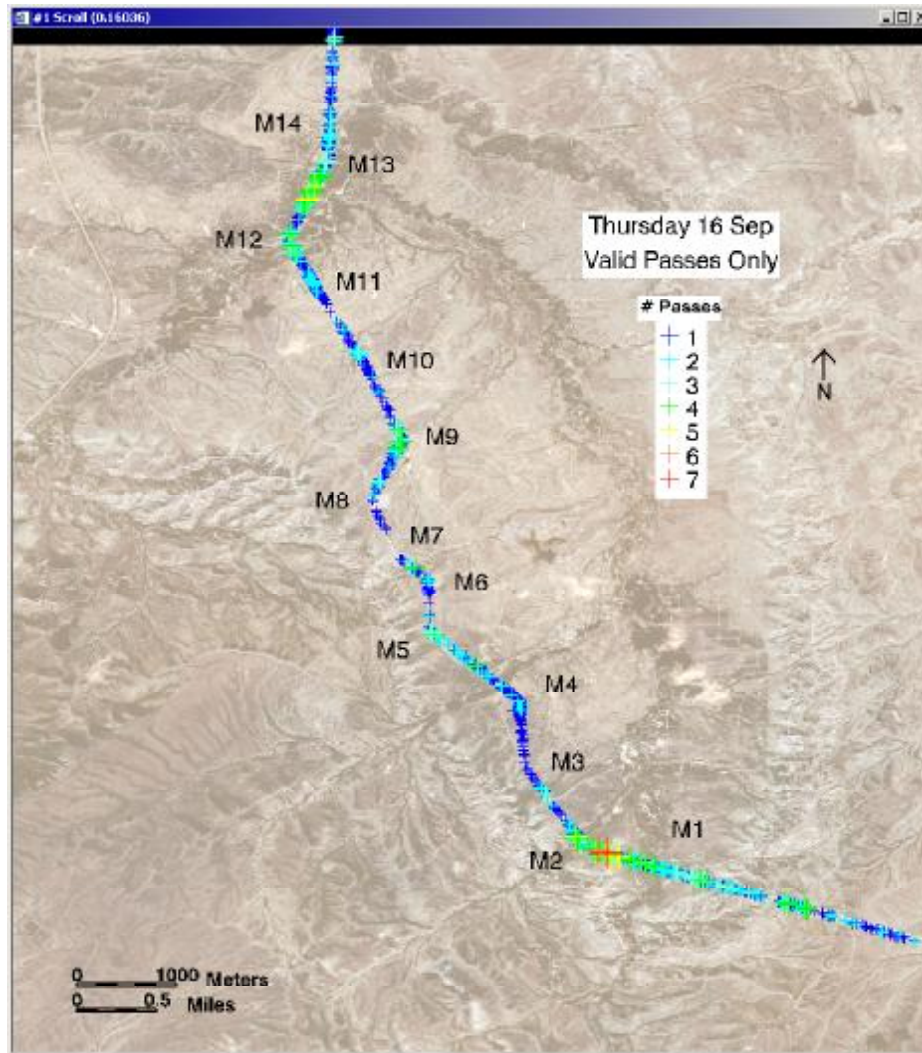 #1 Scroll (0.16036)
M14
M13
Thursday 16 Sep
Valid Passes Only
M12
M11
# Passes
1
2
3
4
5
6
7
N
M10
M9
M8
M7
M6
M5
M4
M3
M1
M2
0 1000 Meters
0 0.5 Miles